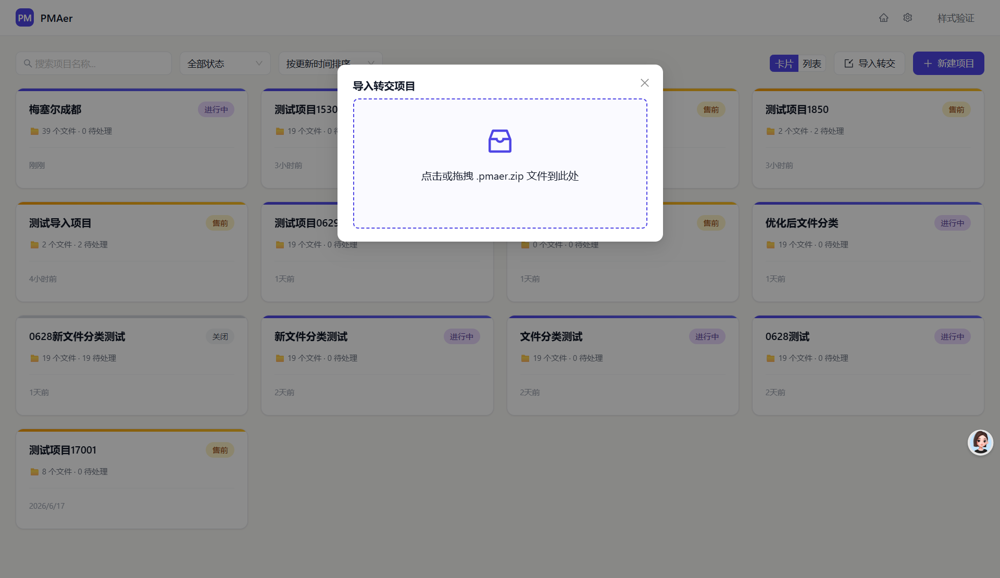 PM PMAer
样式验证
搜索项目名称...
全部状态
按更新时间排序
卡片 列表
导入转交
新建项目
导入转交项目
点击或拖拽 .pmaer.zip 文件到此处
梅塞尔成都
进行中
39 个文件 · 0 待处理
刚刚
测试项目1530
19 个文件 · 0
3小时前
售前
测试项目1850
售前
2 个文件 · 2 待处理
3小时前
测试导入项目
售前
2 个文件 · 2 待处理
4小时前
测试项目0629
19 个文件 · 0 待处理
1天前
售前
0 个文件 · 0 待处理
1天前
优化后文件分类
进行中
19 个文件 · 0 待处理
1天前
0628新文件分类测试
关闭
19 个文件 · 19 待处理
1天前
新文件分类测试
进行中
19 个文件 · 0 待处理
2天前
文件分类测试
进行中
19 个文件 · 0 待处理
2天前
0628测试
进行中
19 个文件 · 0 待处理
2天前
测试项目17001
售前
8 个文件 · 0 待处理
2026/6/17